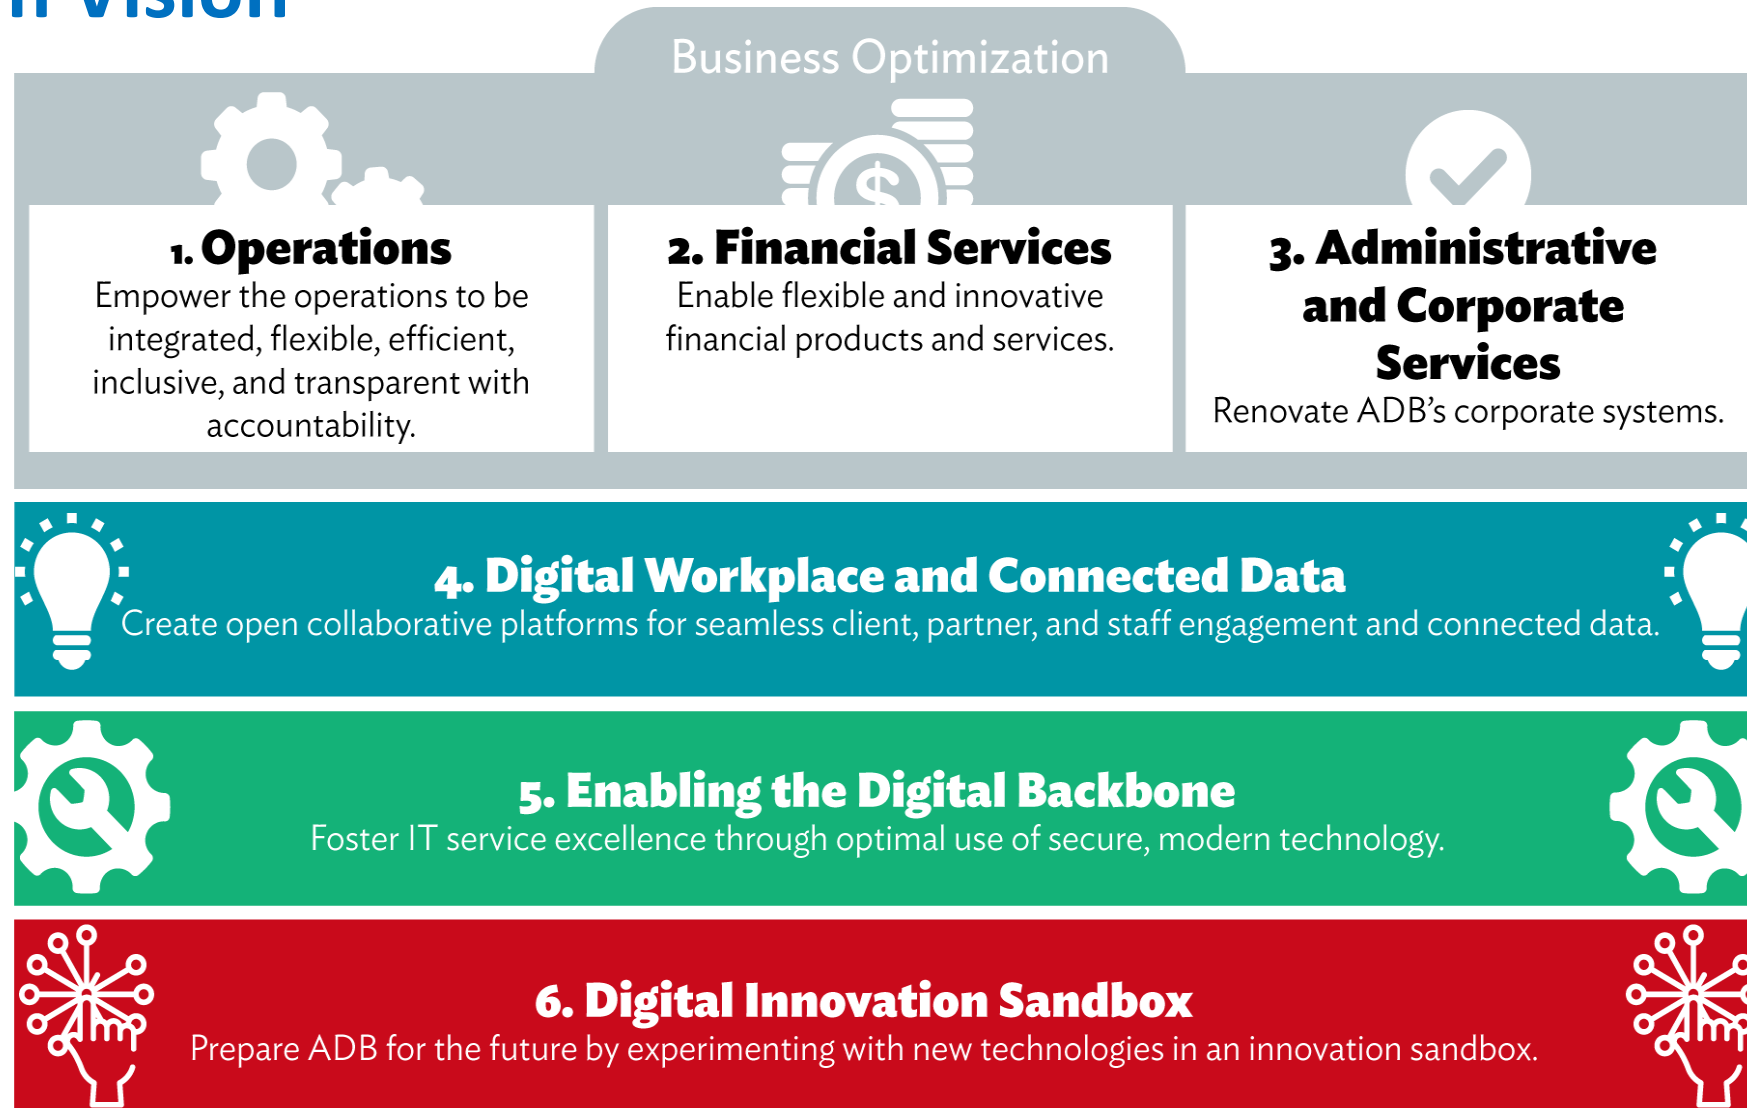 Vision
Business Optimization
1. Operations
Empower the operations to be
integrated, flexible, efficient,
inclusive, and transparent with
accountability.
2. Financial Services
Enable flexible and innovative
financial products and services.
3. Administrative
and Corporate
Services
Renovate ADB’s corporate systems.
4. Digital Workplace and Connected Data
Create open collaborative platforms for seamless client, partner, and staff engagement and connected data.
5. Enabling the Digital Backbone
Foster IT service excellence through optimal use of secure, modern technology.
6. Digital Innovation Sandbox
Prepare ADB for the future by experimenting with new technologies in an innovation sandbox.